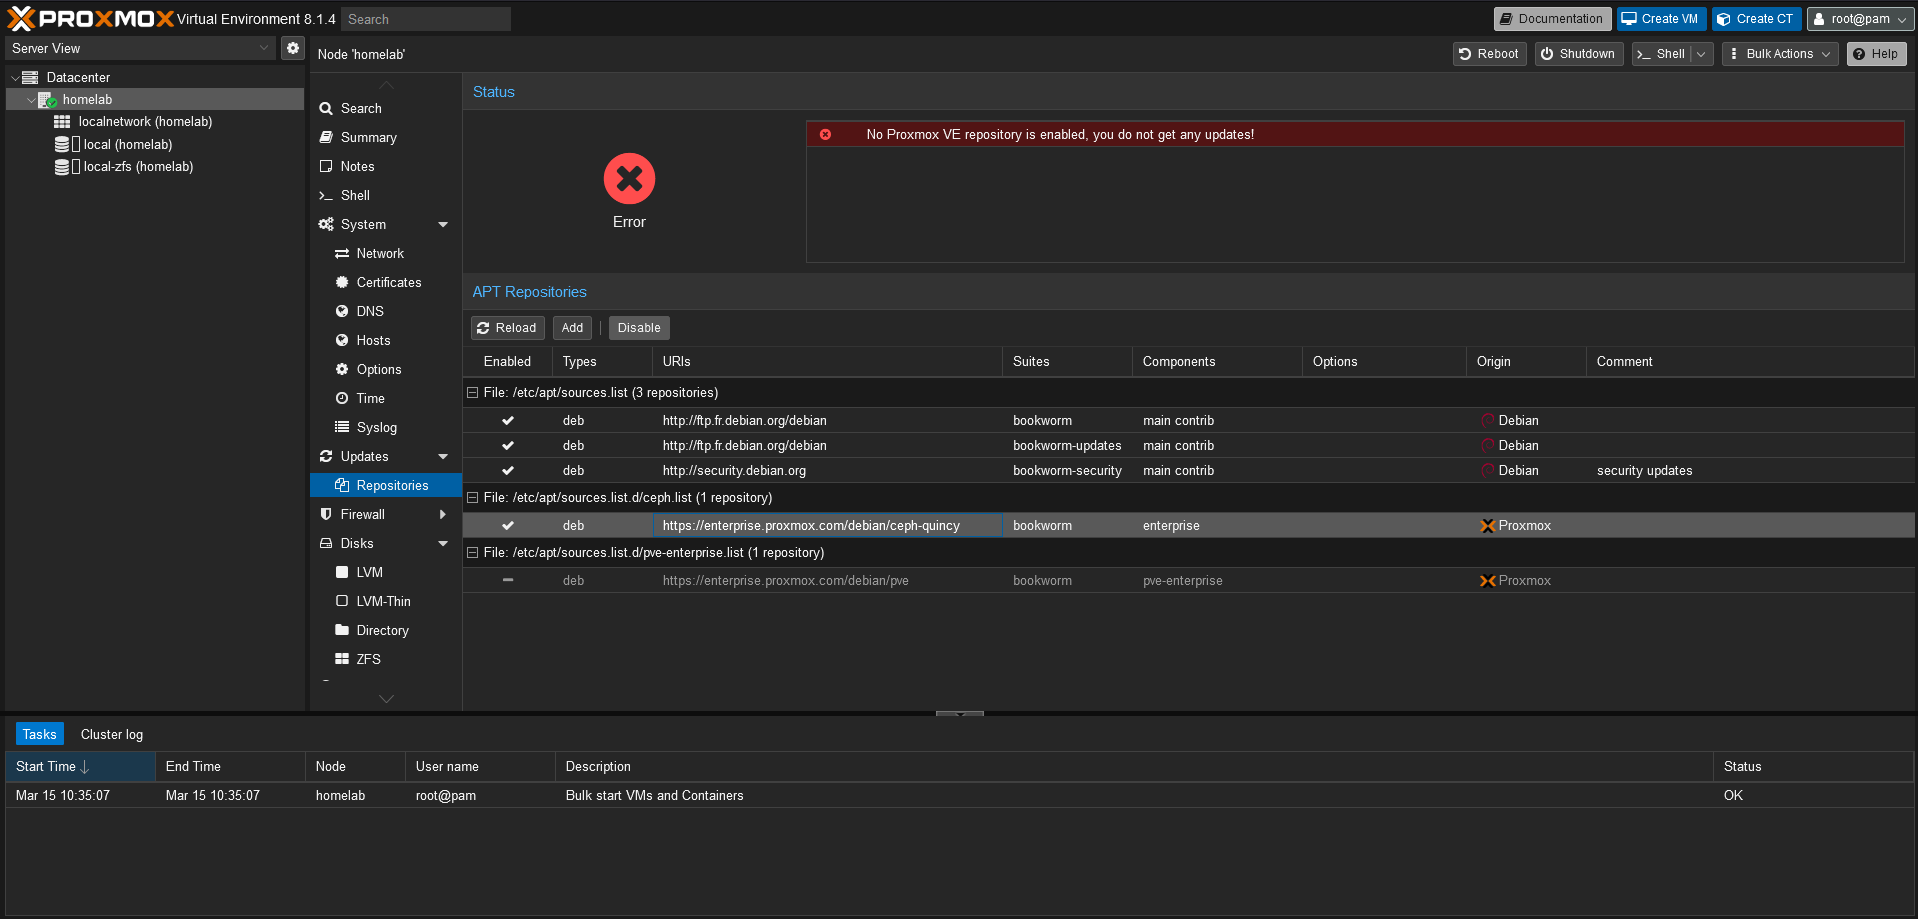 PROXMOX Virtual Environment 8.1.4 Search Documentation Create VM Create CT root@pam
Server View
Node 'homelab' Reboot Shutdown Shell Bulk Actions Help
Datacenter
homelab
localnetwork (homelab)
local (homelab)
local-zfs (homelab)
Search
Summary
Notes
Shell
System
Network
Certificates
DNS
Hosts
Options
Time
Syslog
Updates
Repositories
Firewall
Disks
LVM
LVM-Thin
Directory
ZFS
Status
Error
No Proxmox VE repository is enabled, you do not get any updates!
APT Repositories
Reload Add Disable
Enabled Types URIs Suites Components Options Origin Comment
File: /etc/apt/sources.list (3 repositories)
deb http://ftp.fr.debian.org/debian bookworm main contrib Debian
deb http://ftp.fr.debian.org/debian bookworm-updates main contrib Debian
deb http://security.debian.org bookworm-security main contrib Debian security updates
File: /etc/apt/sources.list.d/ceph.list (1 repository)
deb https://enterprise.proxmox.com/debian/ceph-quincy bookworm enterprise Proxmox
File: /etc/apt/sources.list.d/pve-enterprise.list (1 repository)
deb https://enterprise.proxmox.com/debian/pve bookworm pve-enterprise Proxmox
Tasks Cluster log
Start Time End Time Node User name Description Status
Mar 15 10:35:07 Mar 15 10:35:07 homelab root@pam Bulk start VMs and Containers OK